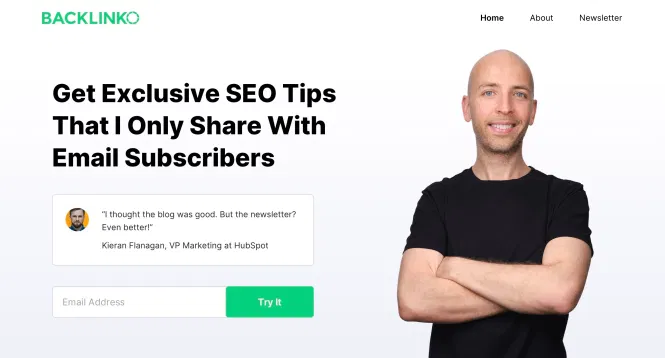 BACKLINKO
Home
About
Newsletter
Get Exclusive SEO Tips
That I Only Share With
Email Subscribers
“I thought the blog was good. But the newsletter?
Even better!”
Kieran Flanagan, VP Marketing at HubSpot
Email Address
Try It